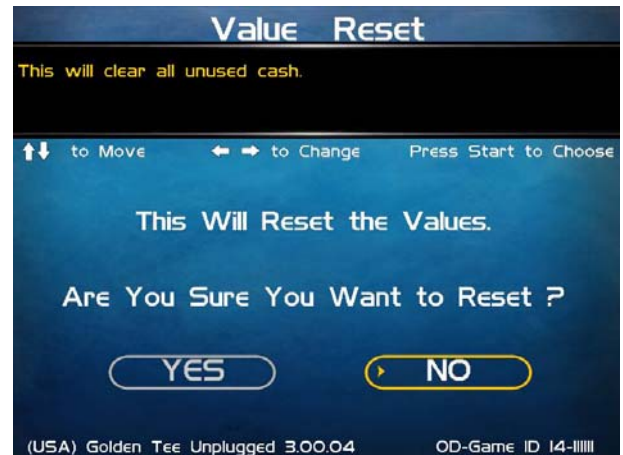 Value Reset
This will clear all unused cash.
to Move to Change Press Start to Choose
This Will Reset the Values.
Are You Sure You Want to Reset ?
YES NO
(USA) Golden Tee Unplugged 3.00.04 OD-Game ID 14-111111